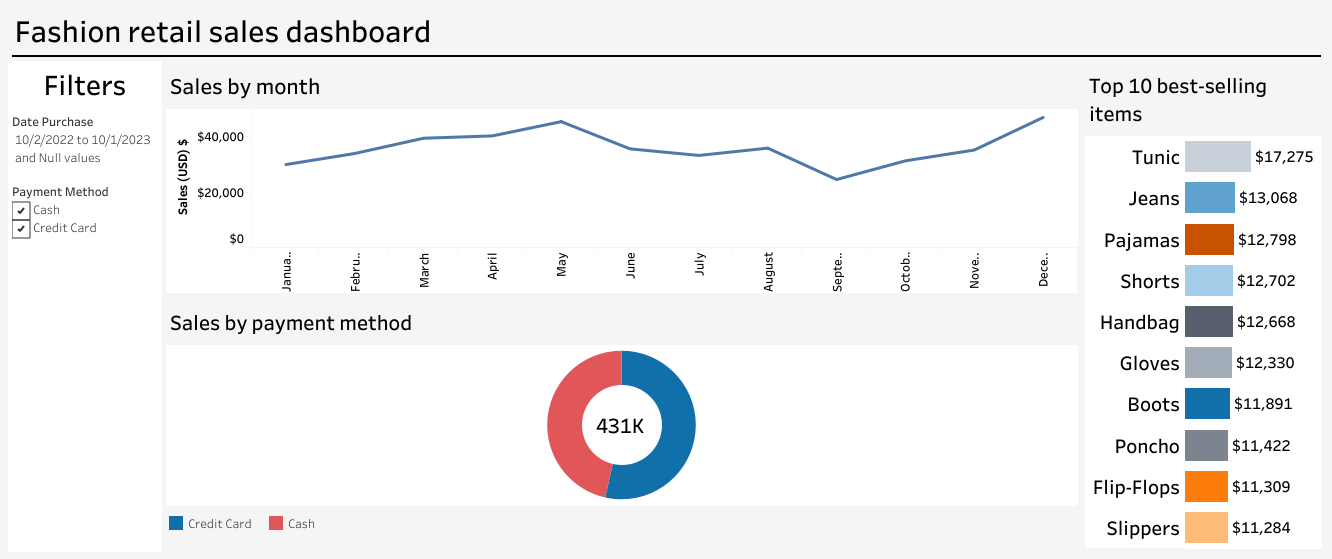 Fashion retail sales dashboard
Filters
Date Purchase
10/2/2022 to 10/1/2023
and Null values
Payment Method
Cash
Credit Card
Sales by month
Sales (USD) $
$40,000
$20,000
$0
Janua..
Febru..
March
April
May
June
July
August
Septe..
Octob..
Nove..
Dece..
Sales by payment method
431K
Credit Card
Cash
Top 10 best-selling
items
Tunic $17,275
Jeans $13,068
Pajamas $12,798
Shorts $12,702
Handbag $12,668
Gloves $12,330
Boots $11,891
Poncho $11,422
Flip-Flops $11,309
Slippers $11,284